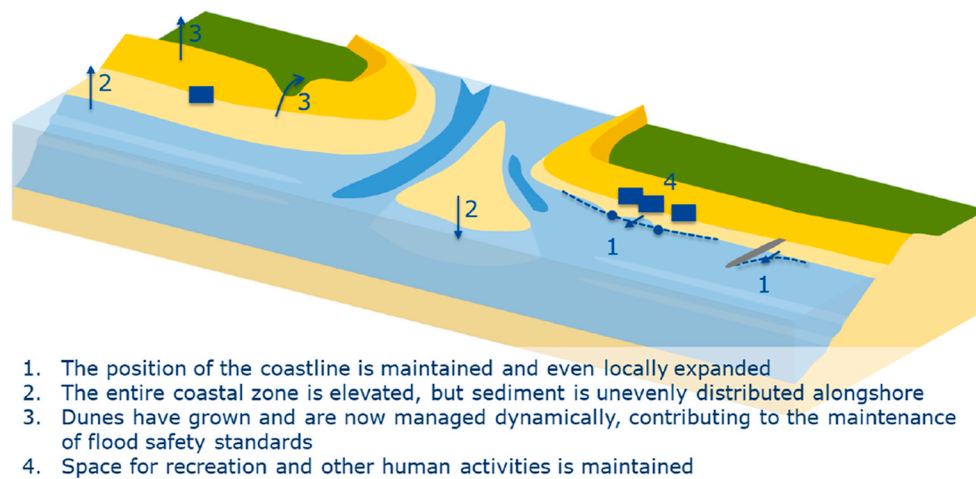 3
2
3
4
2
1
1
1. The position of the coastline is maintained and even locally expanded
2. The entire coastal zone is elevated, but sediment is unevenly distributed alongshore
3. Dunes have grown and are now managed dynamically, contributing to the maintenance
of flood safety standards
4. Space for recreation and other human activities is maintained